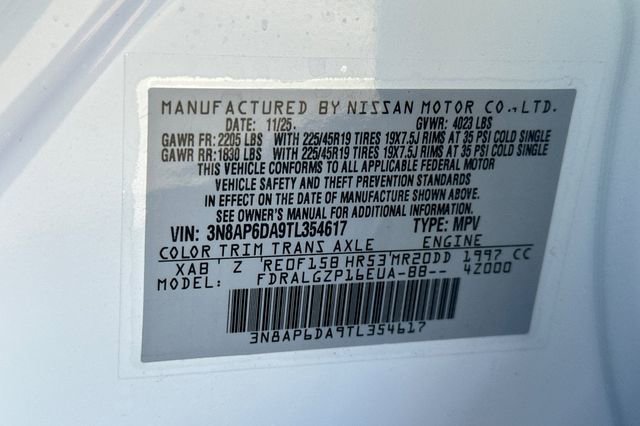 MANUFACTURED BY NISSAN MOTOR CO.,LTD.
DATE: 11/25. GVWR: 4023 LBS
GAWR FR: 2205 LBS WITH 225/45R19 TIRES 19X7.5J RIMS AT 35 PSI COLD SINGLE
GAWR RR: 1830 LBS WITH 225/45R19 TIRES 19X7.5J RIMS AT 35 PSI COLD SINGLE
THIS VEHICLE CONFORMS TO ALL APPLICABLE FEDERAL MOTOR
VEHICLE SAFETY AND THEFT PREVENTION STANDARDS
IN EFFECT ON THE DATE OF MANUFACTURE SHOWN ABOVE.
SEE OWNER'S MANUAL FOR ADDITIONAL INFORMATION.
VIN: 3N8AP6DA9TL354617 TYPE: MPV
COLOR TRIM TRANS AXLE ENGINE
XAB Z RE0F15B HR53 MR20DD 1997 CC
MODEL: FDRALGZP16EUA-BB-- 4Z000
3N8AP6DA9TL354617